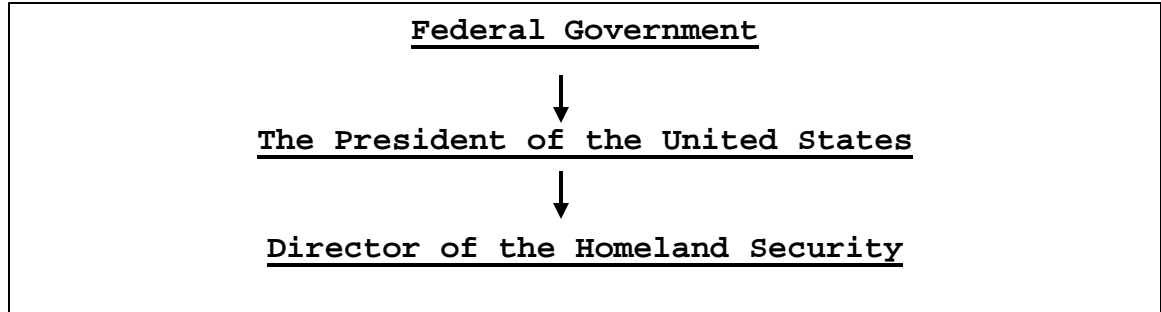 Federal Government
The President of the United States
Director of the Homeland Security